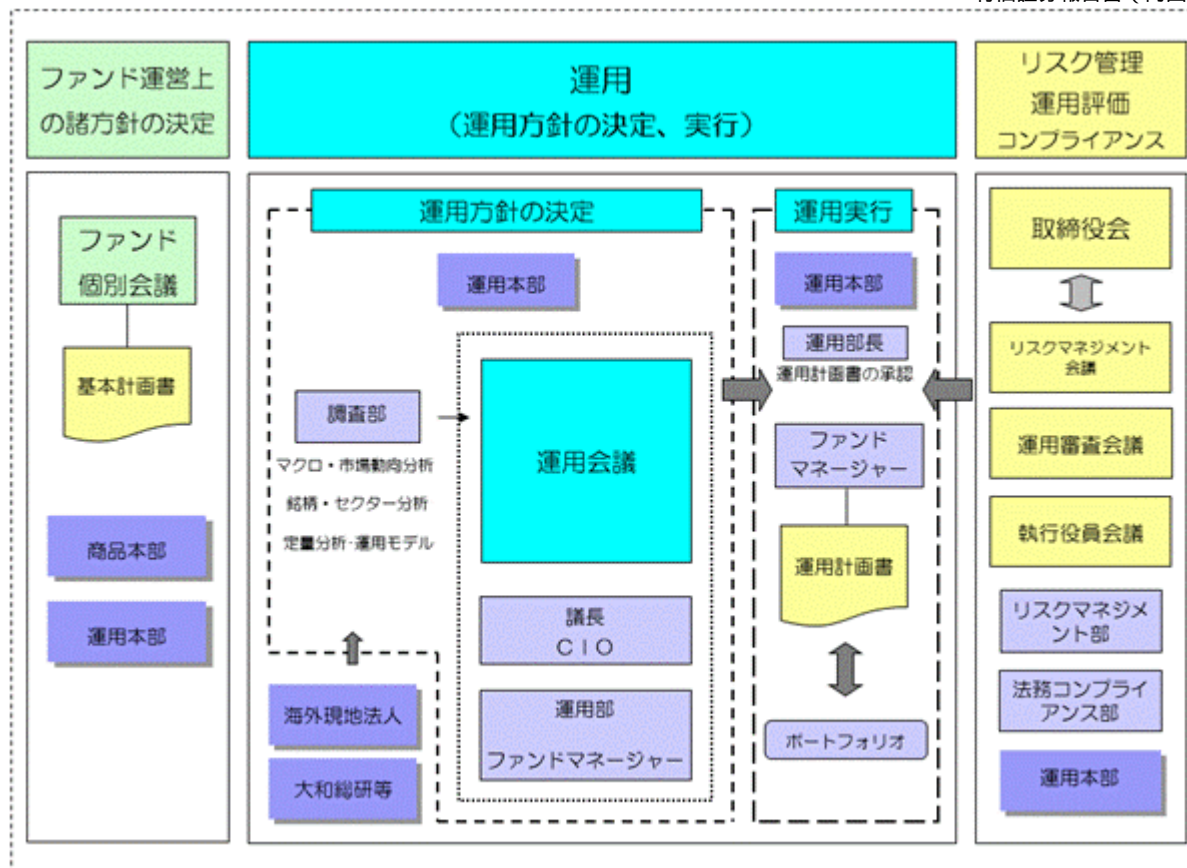 ファンド運営上
の諸方針の決定
運用
（運用方針の決定、実行）
リスク管理
運用評価
コンプライアンス
ファンド
個別会議
基本計画書
商品本部
運用本部
運用方針の決定
運用本部
調査部
マクロ・市場動向分析
銘柄・セクター分析
定量分析・運用モデル
海外現地法人
大和総研等
運用会議
議長
ＣＩＯ
運用部
ファンドマネージャー
運用実行
運用本部
運用部長
運用計画書の承認
ファンド
マネージャー
運用計画書
ポートフォリオ
取締役会
リスクマネジメント
会議
運用審査会議
執行役員会議
リスクマネジメ
ント部
法務コンプライ
アンス部
運用本部